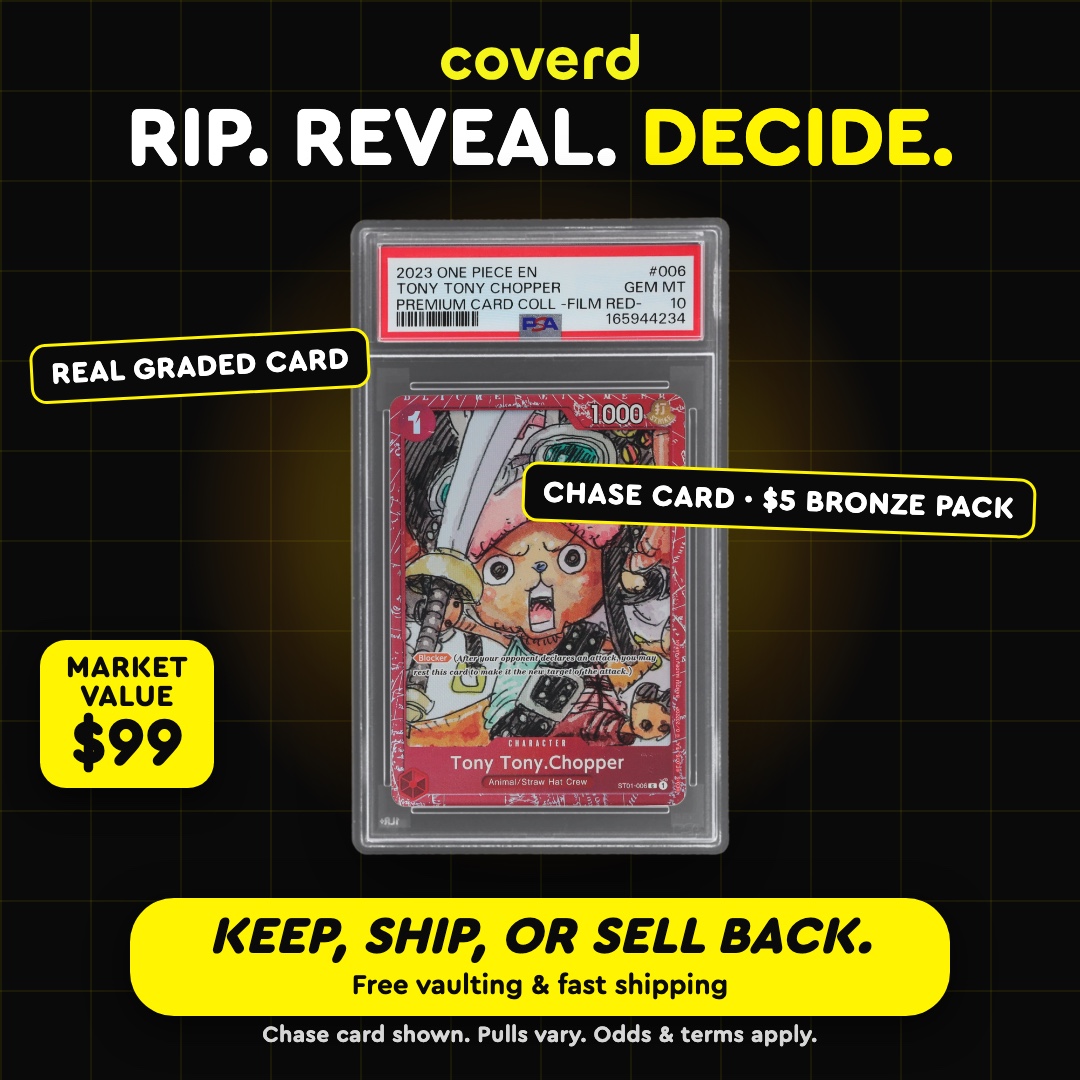 coverd
RIP. REVEAL. DECIDE.
2023 ONE PIECE EN #006
TONY TONY CHOPPER GEM MT
PREMIUM CARD COLL -FILM RED- 10
PSA 165944234
REAL GRADED CARD
1 1000
CHASE CARD • $5 BRONZE PACK
Blocker (After your opponent declares an attack, you may
rest this card to make it the new target of the attack.)
MARKET
VALUE
$99
CHARACTER
Tony Tony.Chopper
Animal/Straw Hat Crew
ST01-006 1
KEEP, SHIP, OR SELL BACK.
Free vaulting & fast shipping
Chase card shown. Pulls vary. Odds & terms apply.